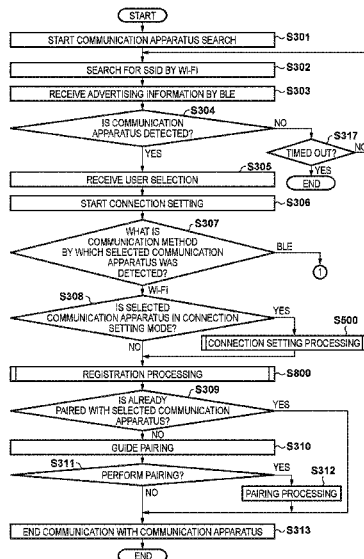 START
START COMMUNICATION APPARATUS SEARCH
S301
SEARCH FOR SSID BY Wi-Fi
S302
RECEIVE ADVERTISING INFORMATION BY BLE
S303
S304
IS COMMUNICATION
APPARATUS DETECTED?
NO
YES
S317
TIMED OUT?
NO
YES
END
RECEIVE USER SELECTION
S305
START CONNECTION SETTING
S306
S307
WHAT IS
COMMUNICATION METHOD
BY WHICH SELECTED COMMUNICATION
APPARATUS WAS
DETECTED?
BLE
1
Wi-Fi
S308
IS SELECTED
COMMUNICATION APPARATUS IN CONNECTION
SETTING MODE?
YES
NO
S500
CONNECTION SETTING PROCESSING
REGISTRATION PROCESSING
S800
S309
IS ALREADY
PAIRED WITH SELECTED COMMUNICATION
APPARATUS?
YES
NO
GUIDE PAIRING
S310
S311
PERFORM PAIRING?
YES
NO
S312
PAIRING PROCESSING
END COMMUNICATION WITH COMMUNICATION APPARATUS
S313
END